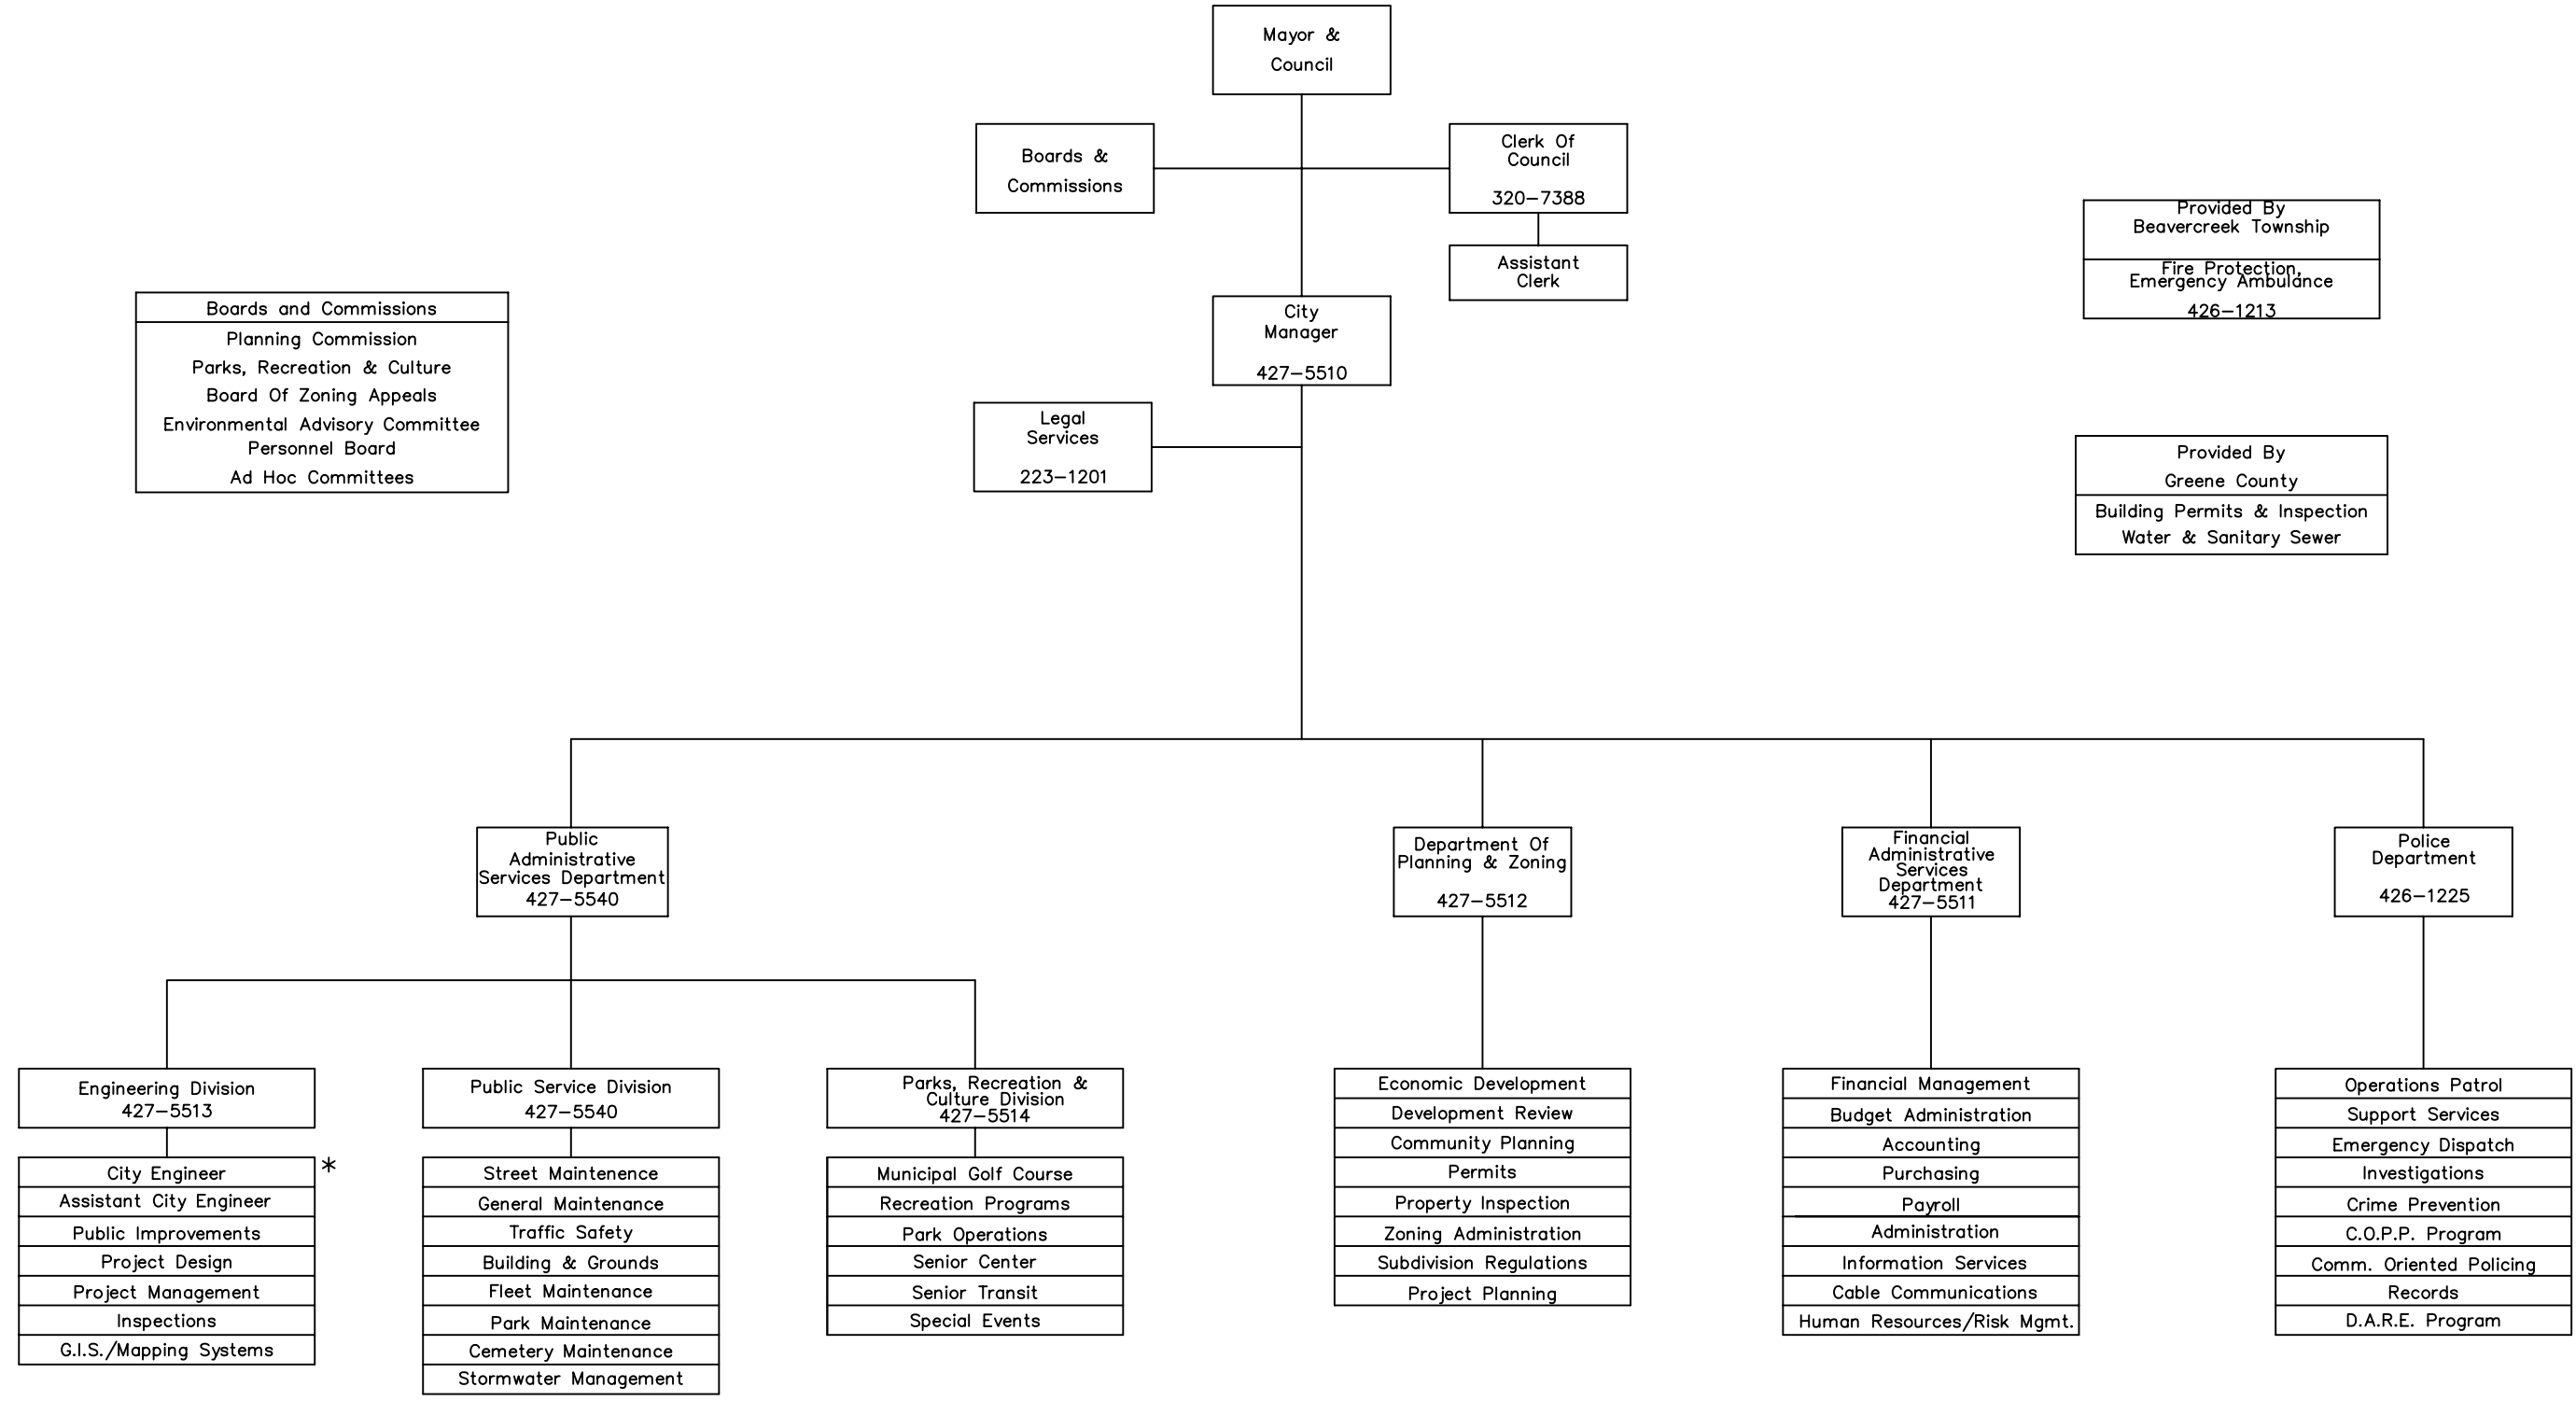 Mayor &
Council
Boards &
Commissions
Clerk Of
Council
320-7388
Assistant
Clerk
Provided By
Beavercreek Township
Fire Protection,
Emergency Ambulance
426-1213
Boards and Commissions
Planning Commission
Parks, Recreation & Culture
Board Of Zoning Appeals
Environmental Advisory Committee
Personnel Board
Ad Hoc Committees
City
Manager
427-5510
Legal
Services
223-1201
Provided By
Greene County
Building Permits & Inspection
Water & Sanitary Sewer
Public
Administrative
Services Department
427-5540
Department Of
Planning & Zoning
427-5512
Financial
Administrative
Services
Department
427-5511
Police
Department
426-1225
Engineering Division
427-5513
City Engineer *
Assistant City Engineer
Public Improvements
Project Design
Project Management
Inspections
G.I.S./Mapping Systems
Public Service Division
427-5540
Street Maintenence
General Maintenance
Traffic Safety
Building & Grounds
Fleet Maintenance
Park Maintenance
Cemetery Maintenance
Stormwater Management
Parks, Recreation &
Culture Division
427-5514
Municipal Golf Course
Recreation Programs
Park Operations
Senior Center
Senior Transit
Special Events
Economic Development
Development Review
Community Planning
Permits
Property Inspection
Zoning Administration
Subdivision Regulations
Project Planning
Financial Management
Budget Administration
Accounting
Purchasing
Payroll
Administration
Information Services
Cable Communications
Human Resources/Risk Mgmt.
Operations Patrol
Support Services
Emergency Dispatch
Investigations
Crime Prevention
C.O.P.P. Program
Comm. Oriented Policing
Records
D.A.R.E. Program